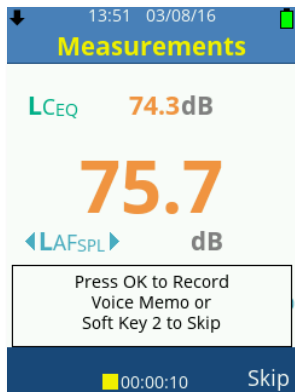 13:51 03/08/16
Measurements
LCEQ 74.3dB
75.7
LAFSPL dB
Press OK to Record
Voice Memo or
Soft Key 2 to Skip
00:00:10 Skip